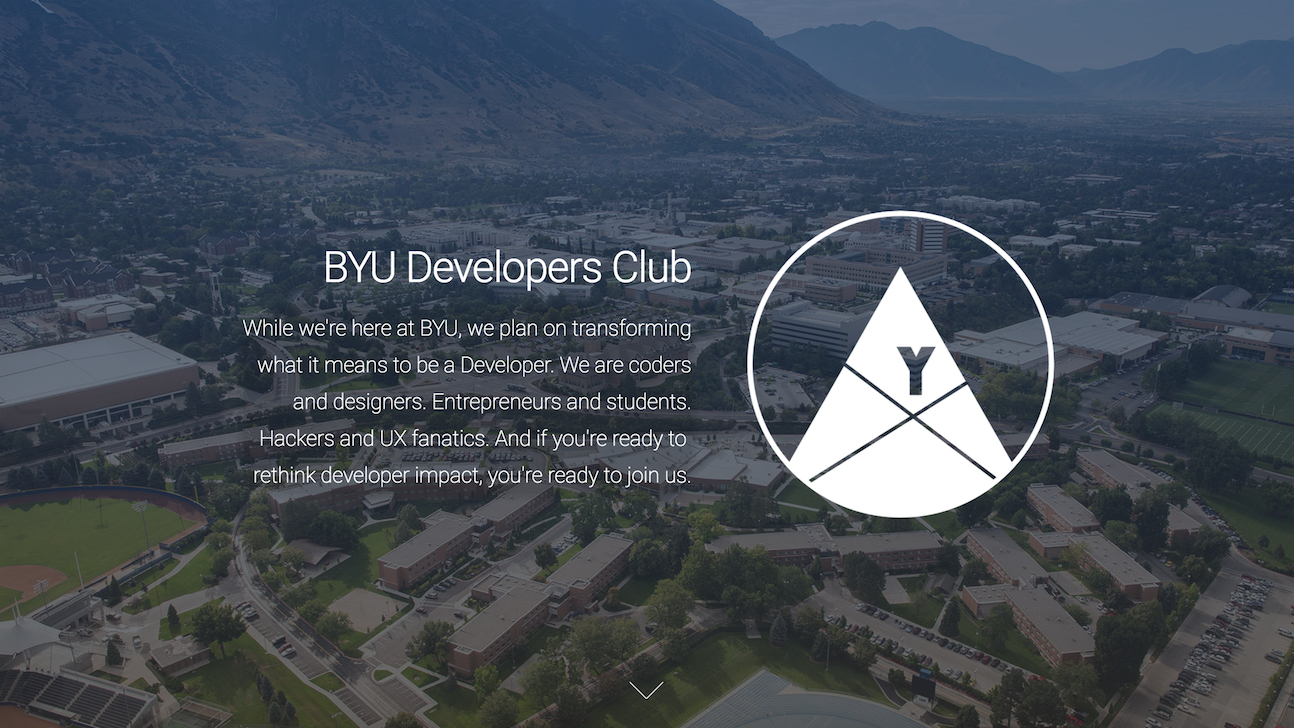 BYU Developers Club
While we're here at BYU, we plan on transforming
what it means to be a Developer. We are coders
and designers. Entrepreneurs and students.
Hackers and UX fanatics. And if you're ready to
rethink developer impact, you're ready to join us.
Y